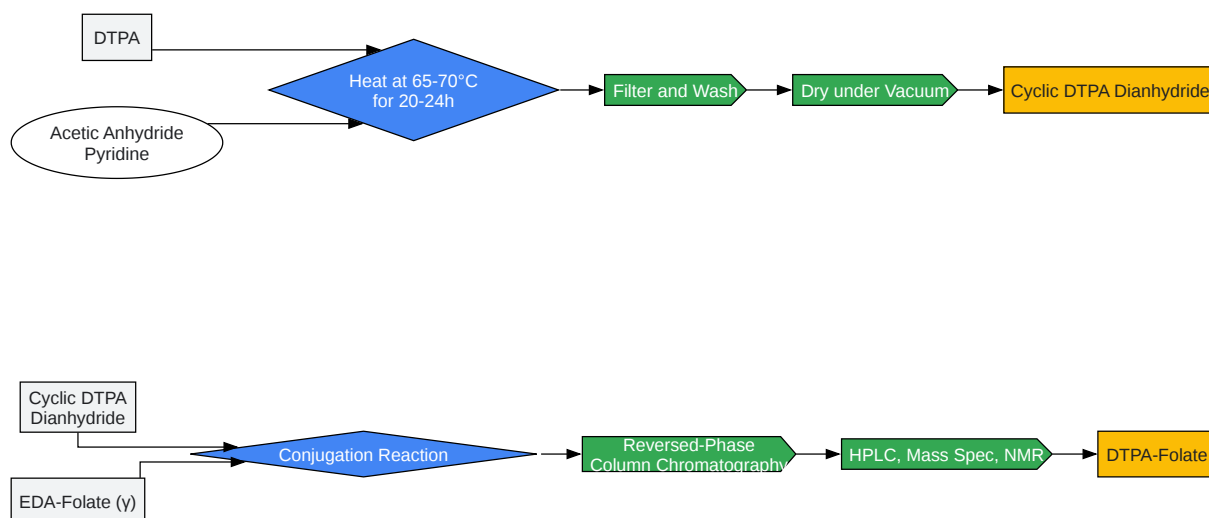 DTPA
Acetic Anhydride
Pyridine
Heat at 65-70°C
for 20-24h
Filter and Wash
Dry under Vacuum
Cyclic DTPA Dianhydride
Cyclic DTPA
Dianhydride
EDA-Folate (γ)
Conjugation Reaction
Reversed-Phase
Column Chromatography
HPLC, Mass Spec, NMR
DTPA-Folate